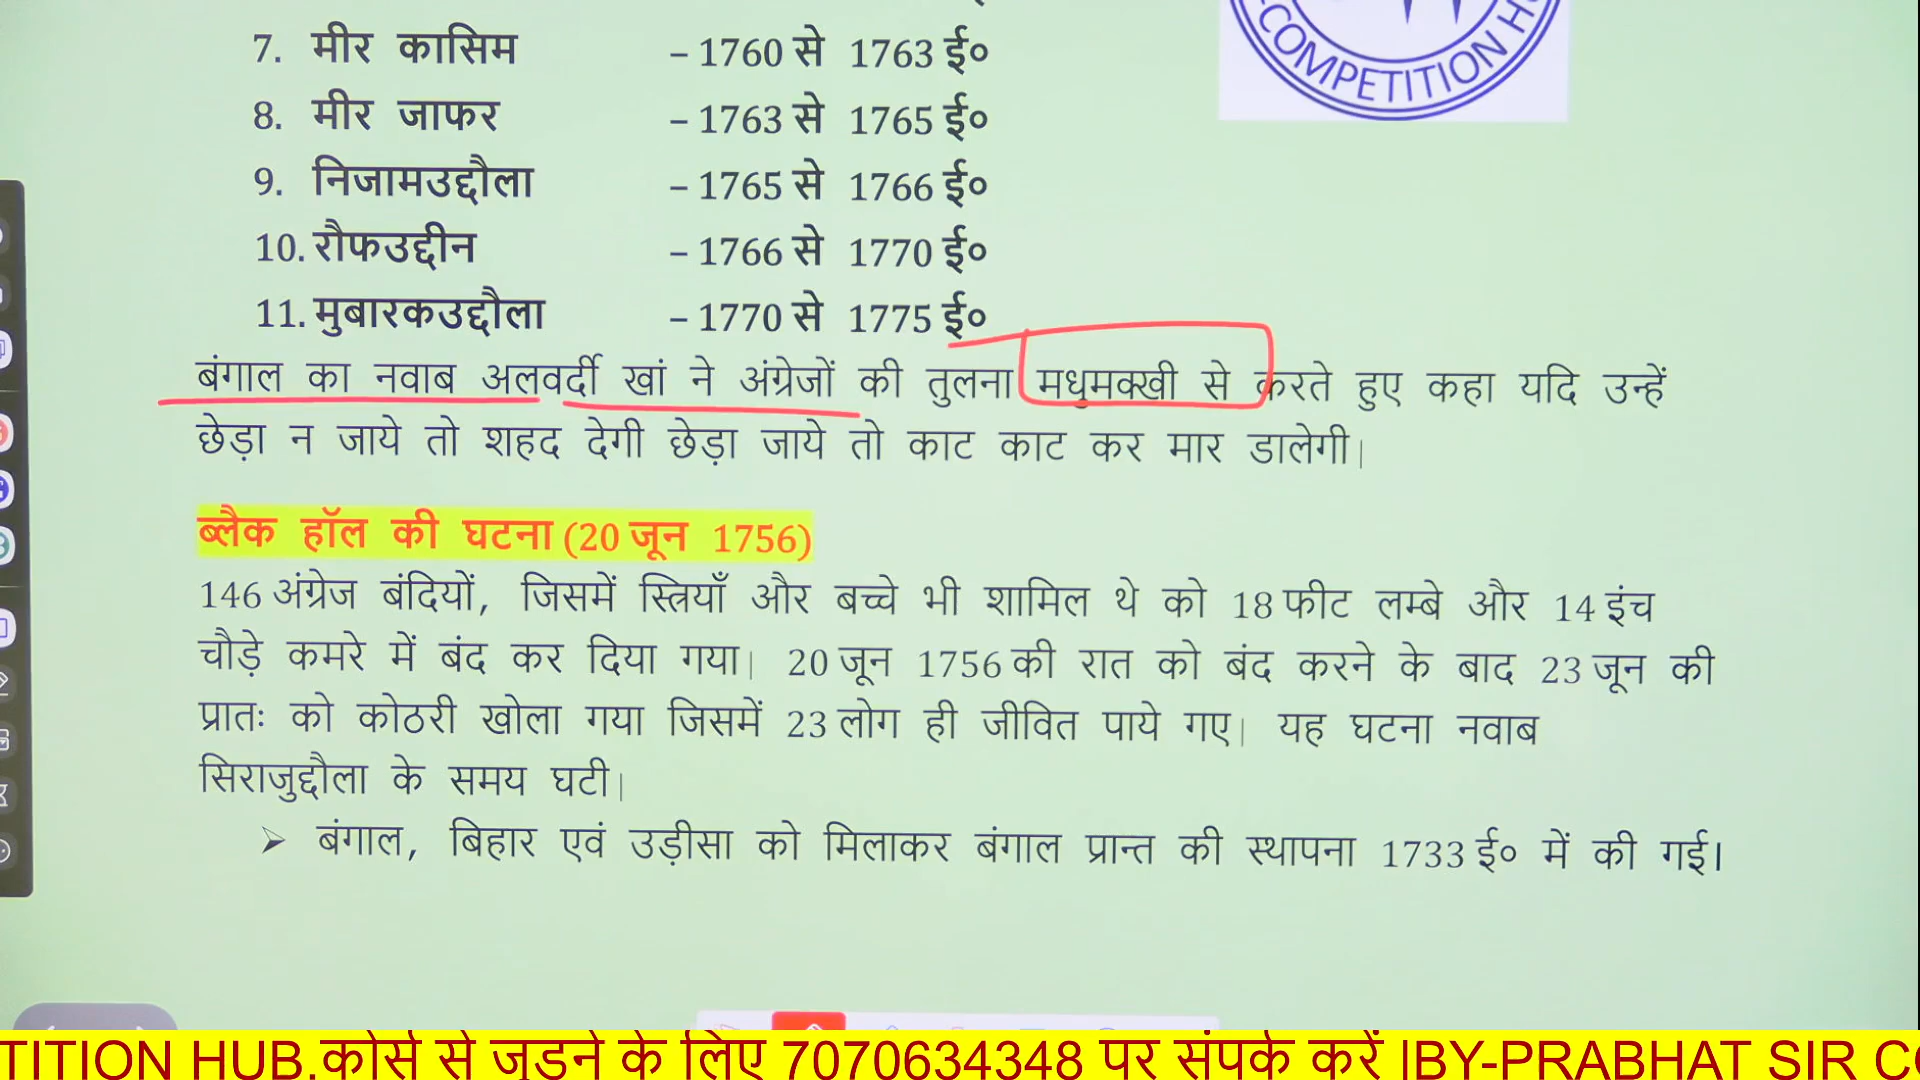 COMPETITION H
7. मीर कासिम – 1760 से 1763 ई०
8. मीर जाफर – 1763 से 1765 ई०
9. निजामउद्दौला – 1765 से 1766 ई०
10. रौफउद्दीन – 1766 से 1770 ई०
11. मुबारकउद्दौला – 1770 से 1775 ई०
बंगाल का नवाब अलवर्दी खां ने अंग्रेजों की तुलना मधुमक्खी से करते हुए कहा यदि उन्हें
छेड़ा न जाये तो शहद देगी छेड़ा जाये तो काट काट कर मार डालेगी।
ब्लैक हॉल की घटना (20 जून 1756)
146 अंग्रेज बंदियों, जिसमें स्त्रियाँ और बच्चे भी शामिल थे को 18 फीट लम्बे और 14 इंच
चौड़े कमरे में बंद कर दिया गया। 20 जून 1756 की रात को बंद करने के बाद 23 जून की
प्रातः को कोठरी खोला गया जिसमें 23 लोग ही जीवित पाये गए। यह घटना नवाब
सिराजुद्दौला के समय घटी।
➢ बंगाल, बिहार एवं उड़ीसा को मिलाकर बंगाल प्रान्त की स्थापना 1733 ई० में की गई।
TITION HUB.कोर्स से जुडने के लिए 7070634348 पर संपर्क करें |BY-PRABHAT SIR CO